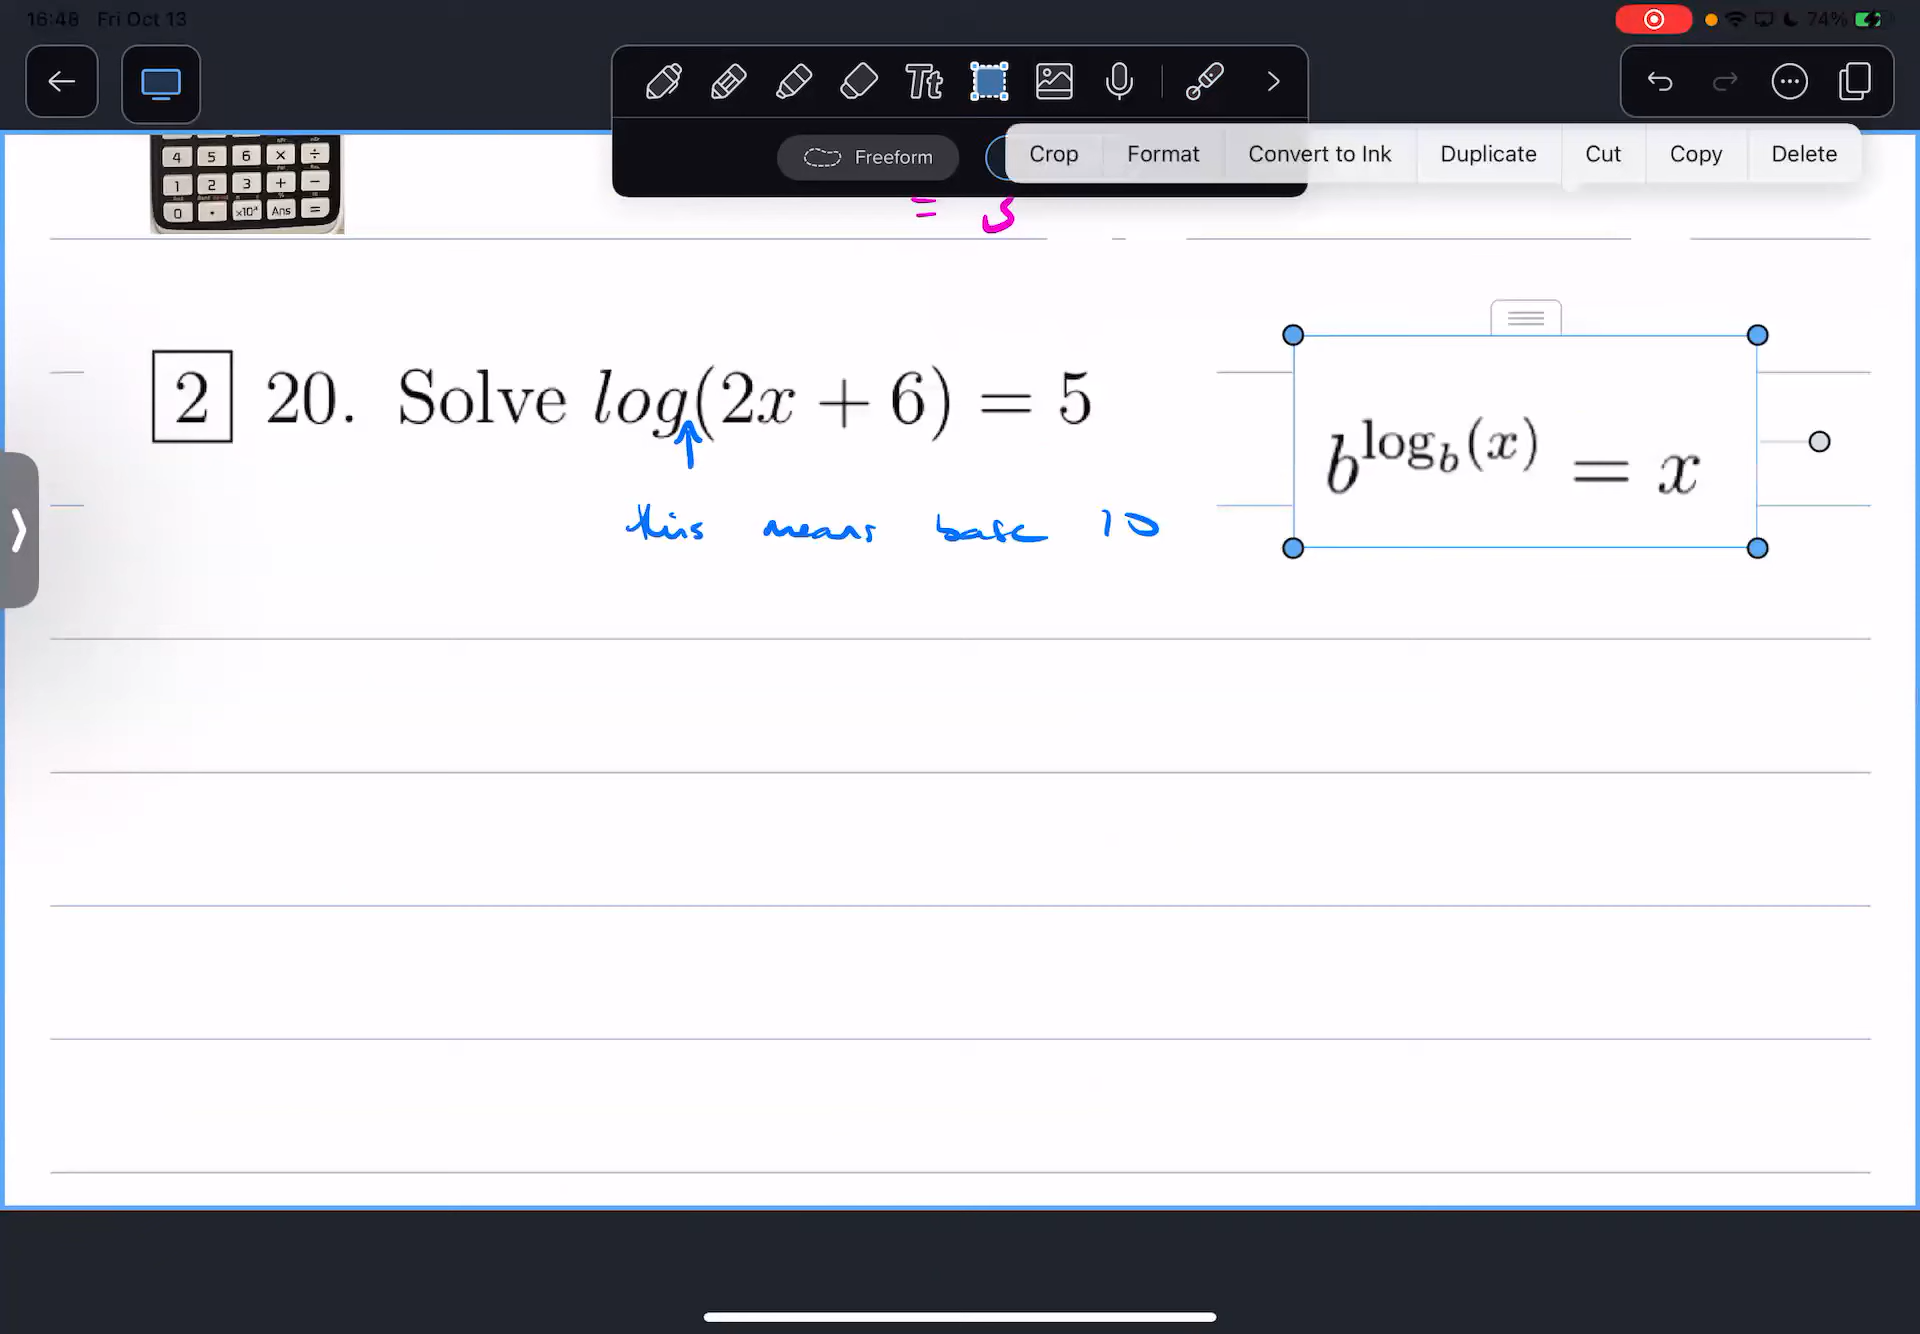 16:48 Fri Oct 13
74%
Tt
Freeform
Crop Format Convert to Ink Duplicate Cut Copy Delete
4 5 6 × ÷
1 2 3 + −
0 • ×10ˣ Ans =
=
2 20. Solve log(2x + 6) = 5
b^{log_b(x)} = x
this means base 10